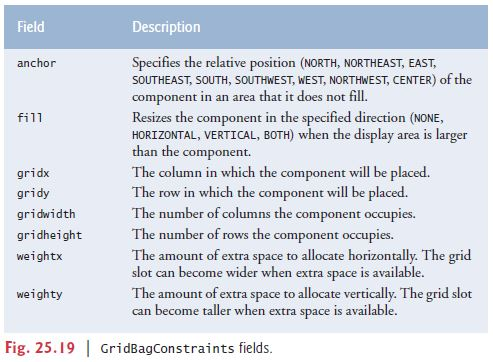 Field Description
anchor Specifies the relative position (NORTH, NORTHEAST, EAST,
SOUTHEAST, SOUTH, SOUTHWEST, WEST, NORTHWEST, CENTER) of the
component in an area that it does not fill.
fill Resizes the component in the specified direction (NONE,
HORIZONTAL, VERTICAL, BOTH) when the display area is larger
than the component.
gridx The column in which the component will be placed.
gridy The row in which the component will be placed.
gridwidth The number of columns the component occupies.
gridheight The number of rows the component occupies.
weightx The amount of extra space to allocate horizontally. The grid
slot can become wider when extra space is available.
weighty The amount of extra space to allocate vertically. The grid slot
can become taller when extra space is available.
Fig. 25.19 | GridBagConstraints fields.